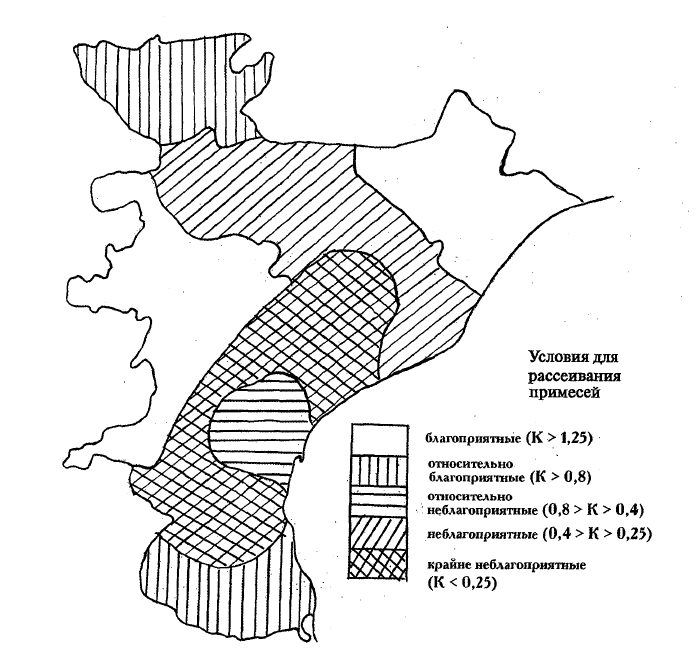 Условия для
рассеивания
примесей
благоприятные (К > 1,25)
относительно
благоприятные (К > 0,8)
относительно
неблагоприятные (0,8 > К > 0,4)
неблагоприятные (0,4 > К > 0,25)
крайне неблагоприятные
(К < 0,25)